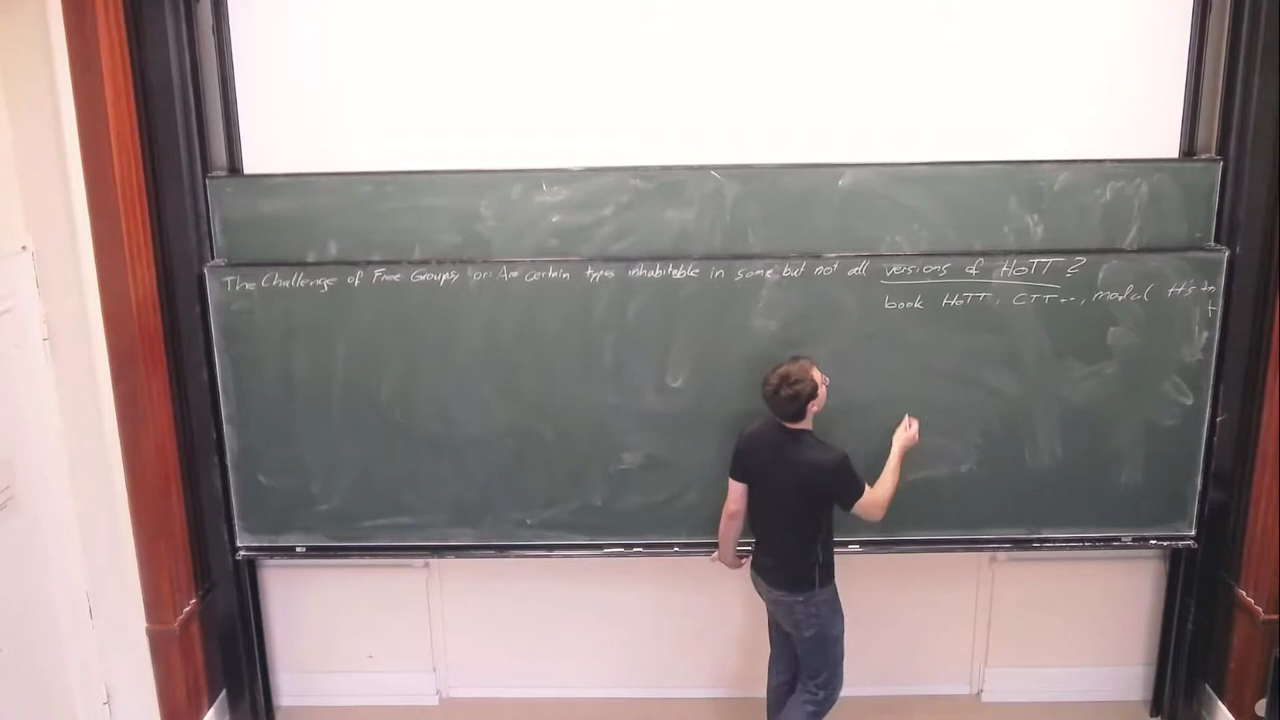 The Challenge of Free Groups, or: Are certain types inhabitable in some but not all versions of HoTT?
book HoTT, CTT..., modal